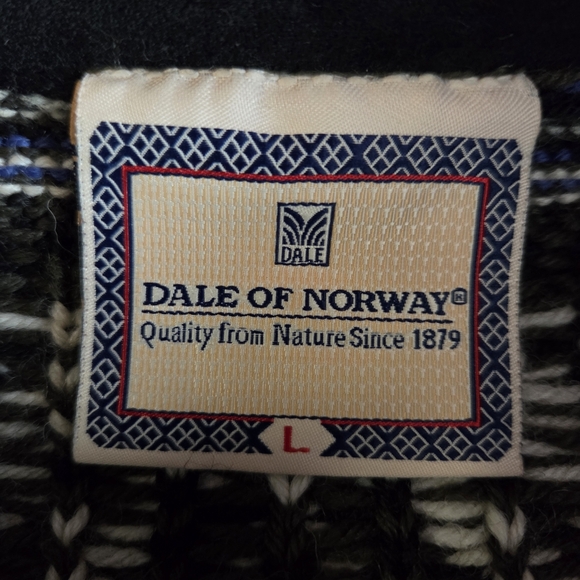 DALE
DALE OF NORWAY®
Quality from Nature Since 1879
L